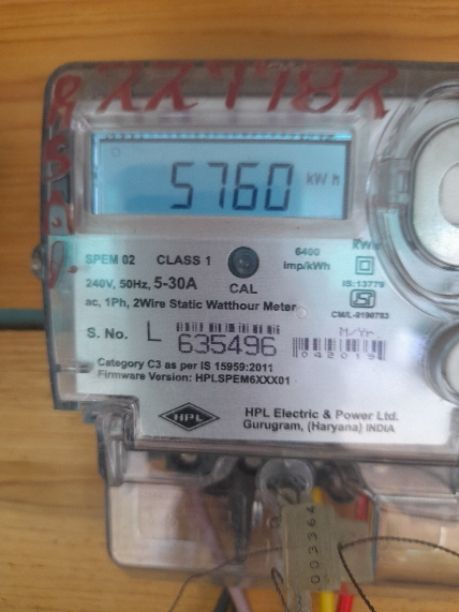 5760 kWh
SPEM 02 CLASS 1 6400 imp/kWh
240V, 50Hz, 5-30A CAL IS:13779
ac, 1Ph, 2Wire Static Watthour Meter CM/L-9190783
S. No. L 635496 M/Yr 042019
Category C3 as per IS 15959:2011
Firmware Version: HPLSPEM6XXX01
HPL HPL Electric & Power Ltd.
Gurugram, (Haryana) INDIA
003364